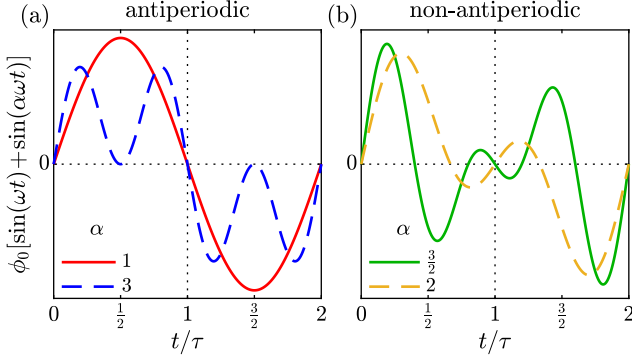 (a) antiperiodic
(b) non-antiperiodic
ϕ₀[sin(ωt) + sin(αωt)]
0
α
1
3
0 1/2 1 3/2 2
t/τ
0
α
3/2
2
0 1/2 1 3/2 2
t/τ